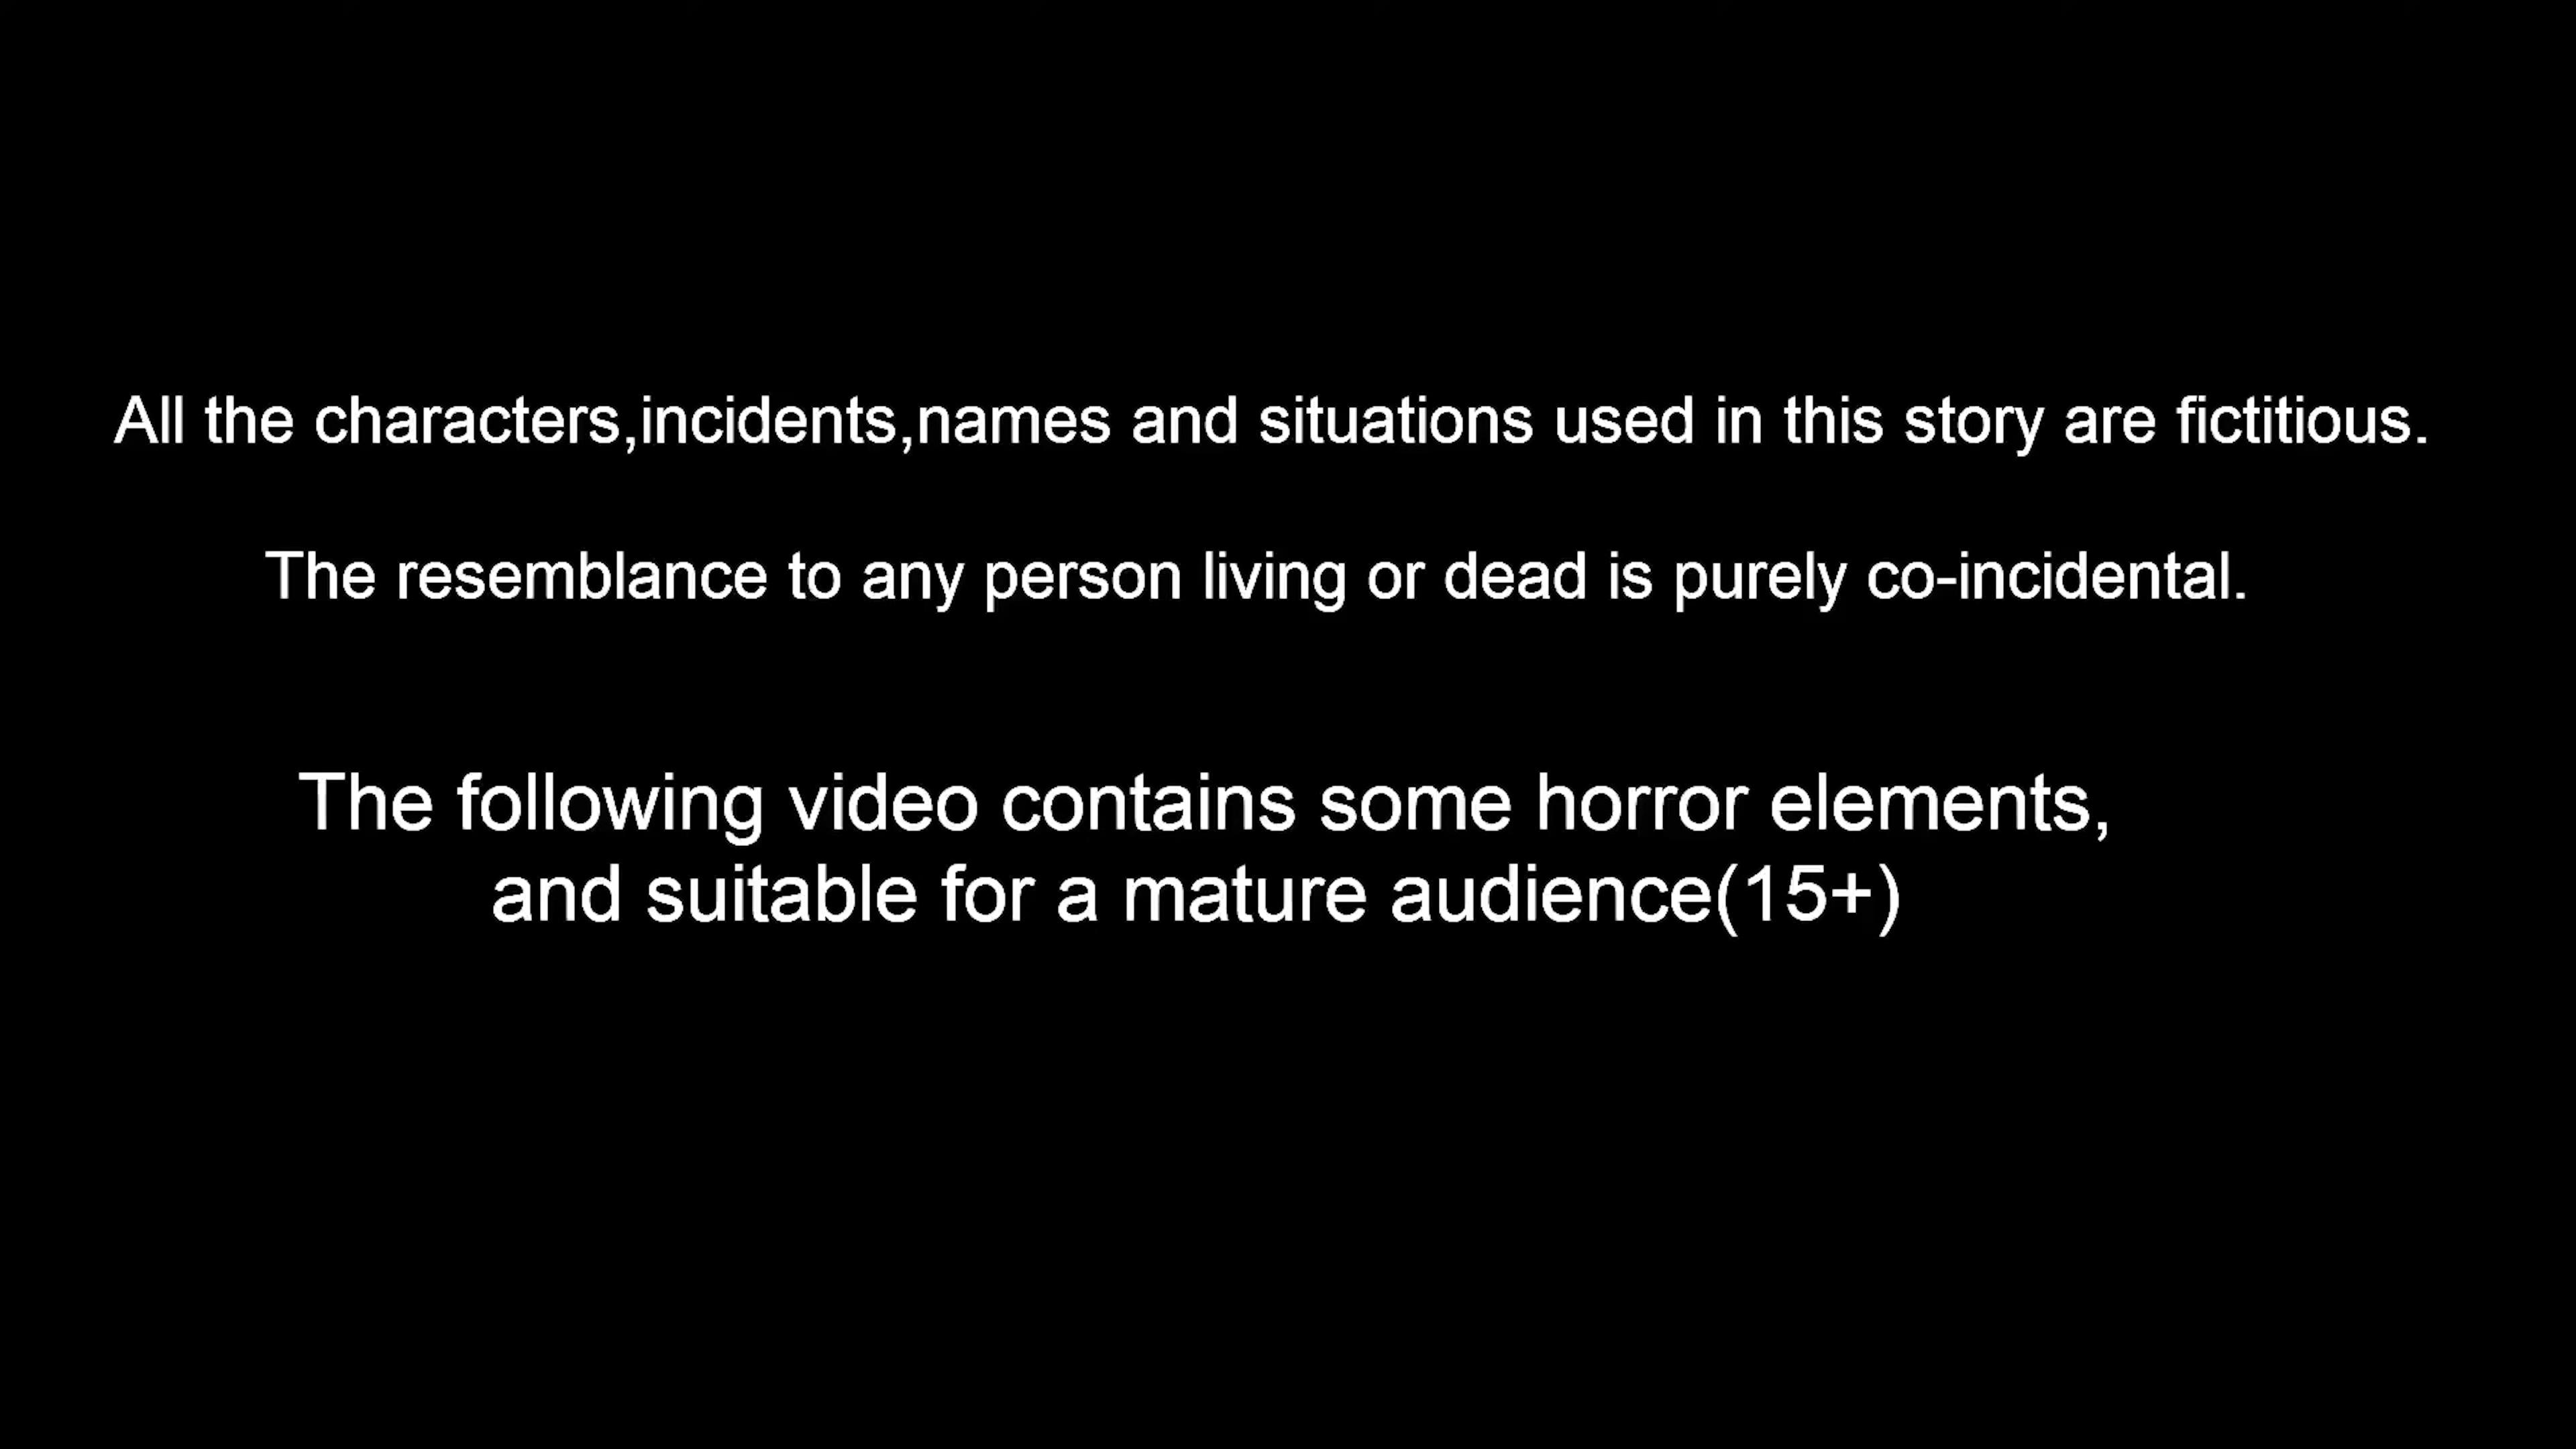 All the characters,incidents,names and situations used in this story are fictitious.
The resemblance to any person living or dead is purely co-incidental.
The following video contains some horror elements,
and suitable for a mature audience(15+)